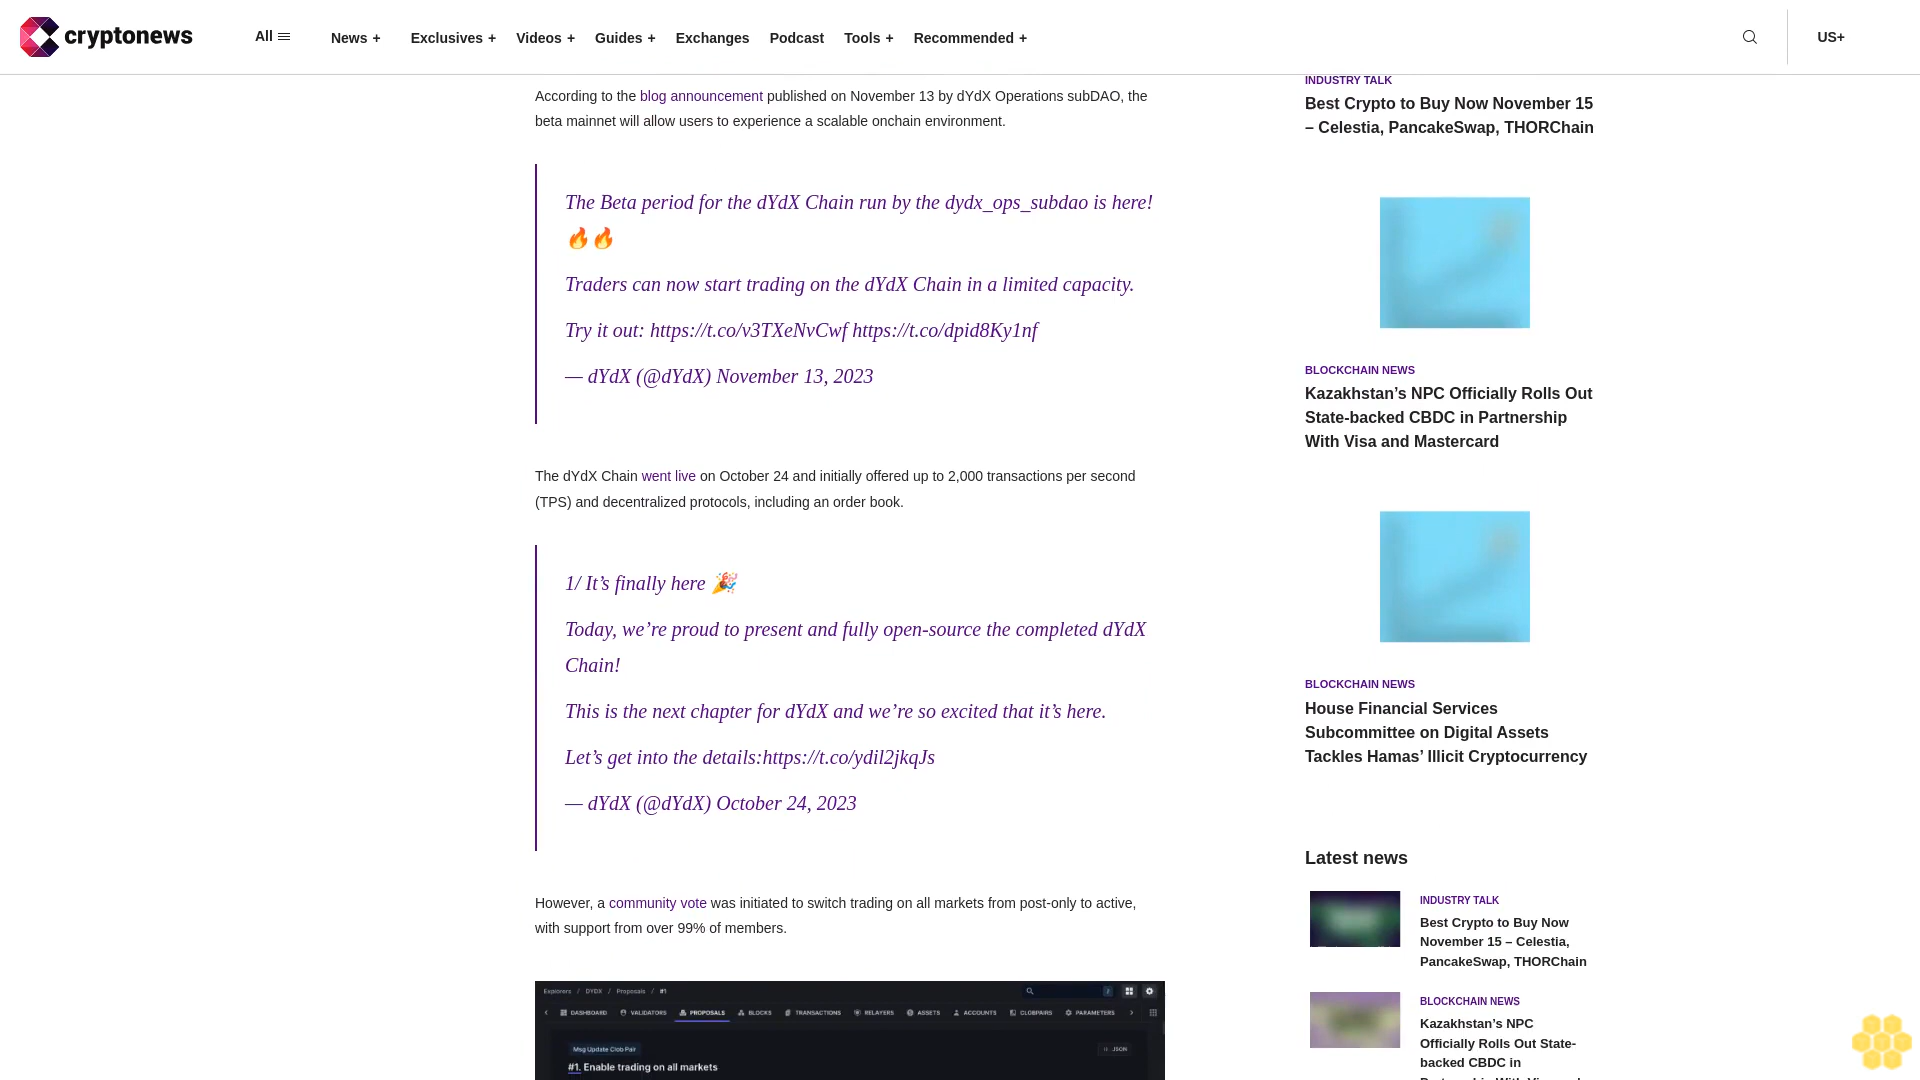 cryptonews
All
News +
Exclusives +
Videos +
Guides +
Exchanges
Podcast
Tools +
Recommended +
US+
According to the blog announcement published on November 13 by dYdX Operations subDAO, the
beta mainnet will allow users to experience a scalable onchain environment.
The Beta period for the dYdX Chain run by the dydx_ops_subdao is here!
🔥🔥
Traders can now start trading on the dYdX Chain in a limited capacity.
Try it out: https://t.co/v3TXeNvCwf https://t.co/dpid8Ky1nf
— dYdX (@dYdX) November 13, 2023
The dYdX Chain went live on October 24 and initially offered up to 2,000 transactions per second
(TPS) and decentralized protocols, including an order book.
1/ It’s finally here 🎉
Today, we’re proud to present and fully open-source the completed dYdX
Chain!
This is the next chapter for dYdX and we’re so excited that it’s here.
Let’s get into the details:https://t.co/ydil2jkqJs
— dYdX (@dYdX) October 24, 2023
However, a community vote was initiated to switch trading on all markets from post-only to active,
with support from over 99% of members.
Explorers / DYDX / Proposals / #1
DASHBOARD
VALIDATORS
PROPOSALS
BLOCKS
TRANSACTIONS
RELAYERS
ASSETS
ACCOUNTS
CLOBPAIRS
PARAMETERS
Msg Update Clob Pair
JSON
#1. Enable trading on all markets
INDUSTRY TALK
Best Crypto to Buy Now November 15
– Celestia, PancakeSwap, THORChain
BLOCKCHAIN NEWS
Kazakhstan’s NPC Officially Rolls Out
State-backed CBDC in Partnership
With Visa and Mastercard
BLOCKCHAIN NEWS
House Financial Services
Subcommittee on Digital Assets
Tackles Hamas’ Illicit Cryptocurrency
Latest news
INDUSTRY TALK
Best Crypto to Buy Now
November 15 – Celestia,
PancakeSwap, THORChain
BLOCKCHAIN NEWS
Kazakhstan’s NPC
Officially Rolls Out State-
backed CBDC in